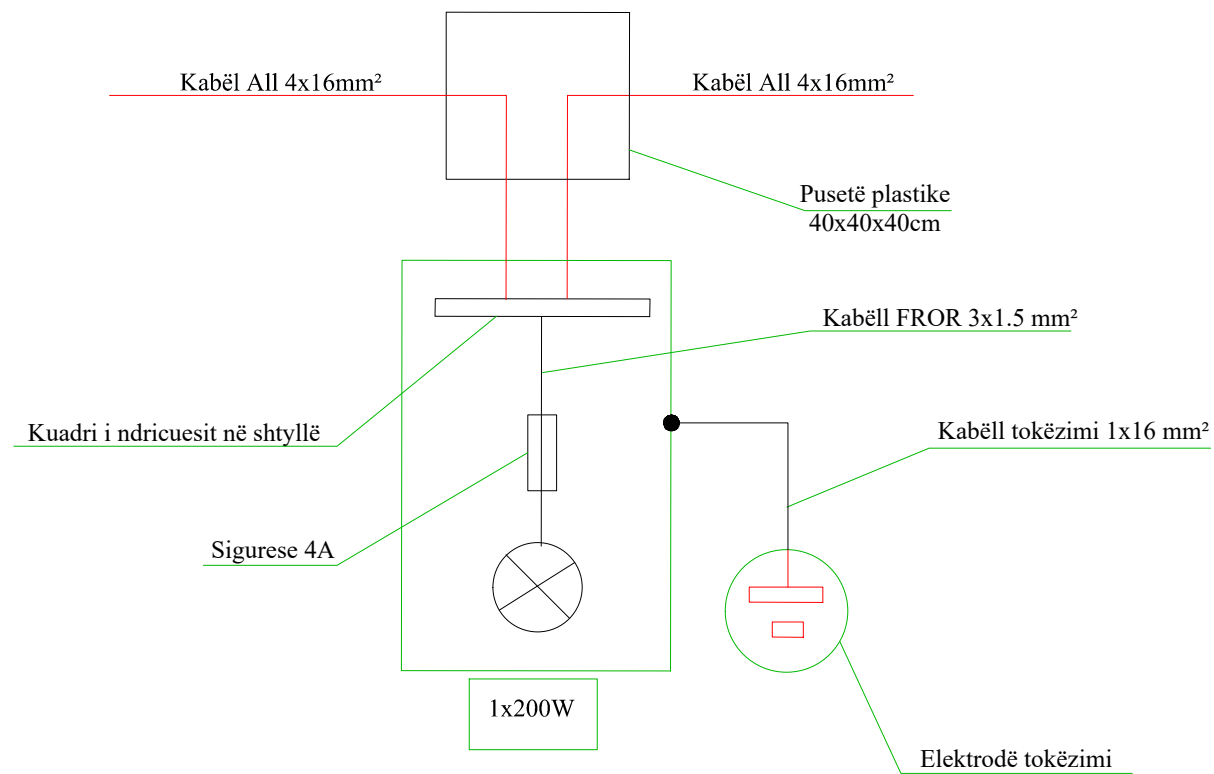 Kabël All 4x16mm²
Kabël All 4x16mm²
Pusetë plastike
40x40x40cm
Kabëll FROR 3x1.5 mm²
Kuadri i ndricuesit në shtyllë
Kabëll tokëzimi 1x16 mm²
Sigurese 4A
1x200W
Elektrodë tokëzimi